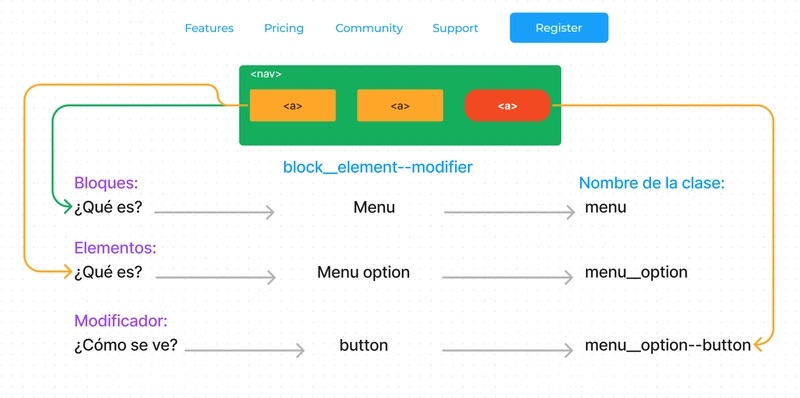 Features Pricing Community Support Register
<nav>
<a> <a> <a>
block__element--modifier
Bloques: Nombre de la clase:
¿Qué es? Menu menu
Elementos:
¿Qué es? Menu option menu__option
Modificador:
¿Cómo se ve? button menu__option--button